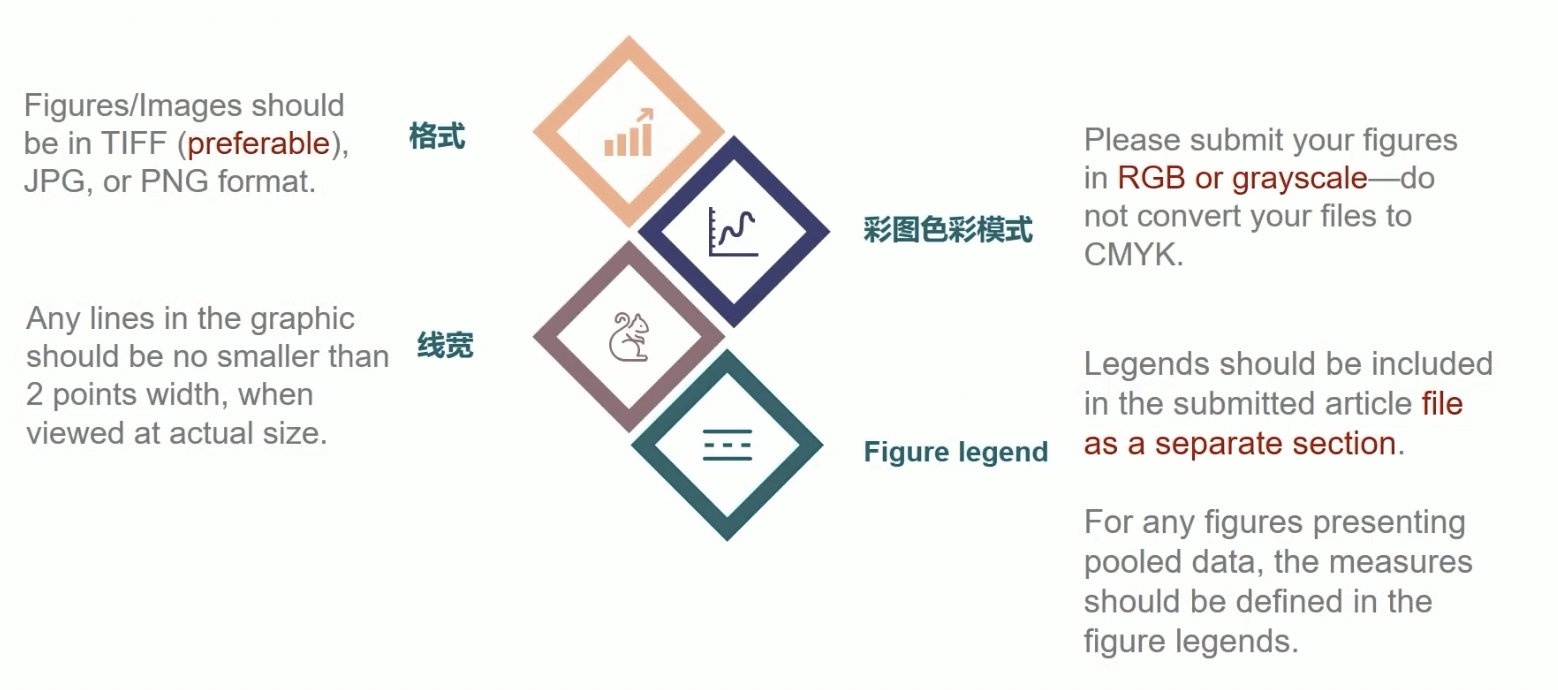 Figures/Images should
be in TIFF (preferable),
JPG, or PNG format.
格式
Please submit your figures
in RGB or grayscale—do
not convert your files to
CMYK.
彩图色彩模式
Any lines in the graphic
should be no smaller than
2 points width, when
viewed at actual size.
线宽
Legends should be included
in the submitted article file
as a separate section.
Figure legend
For any figures presenting
pooled data, the measures
should be defined in the
figure legends.